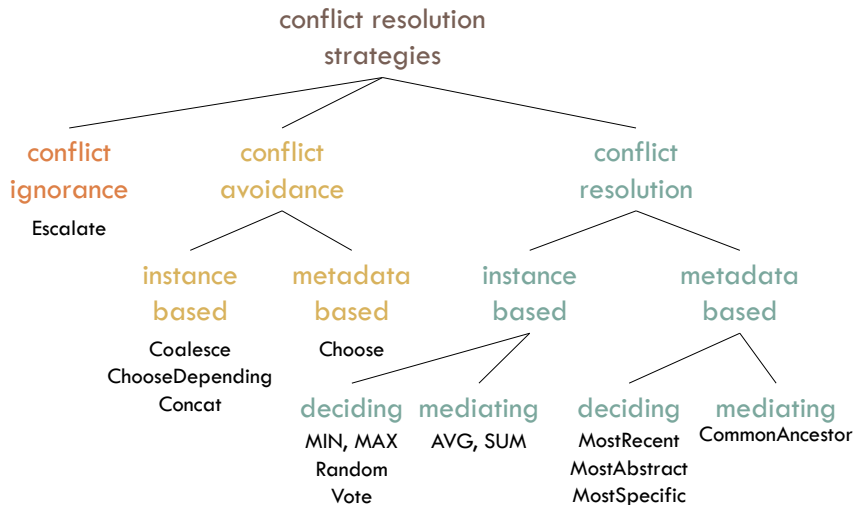 conflict resolution
strategies
conflict
ignorance
Escalate
conflict
avoidance
conflict
resolution
instance
based
Coalesce
ChooseDepending
Concat
metadata
based
Choose
instance
based
metadata
based
deciding
MIN, MAX
Random
Vote
mediating
AVG, SUM
deciding
MostRecent
MostAbstract
MostSpecific
mediating
CommonAncestor